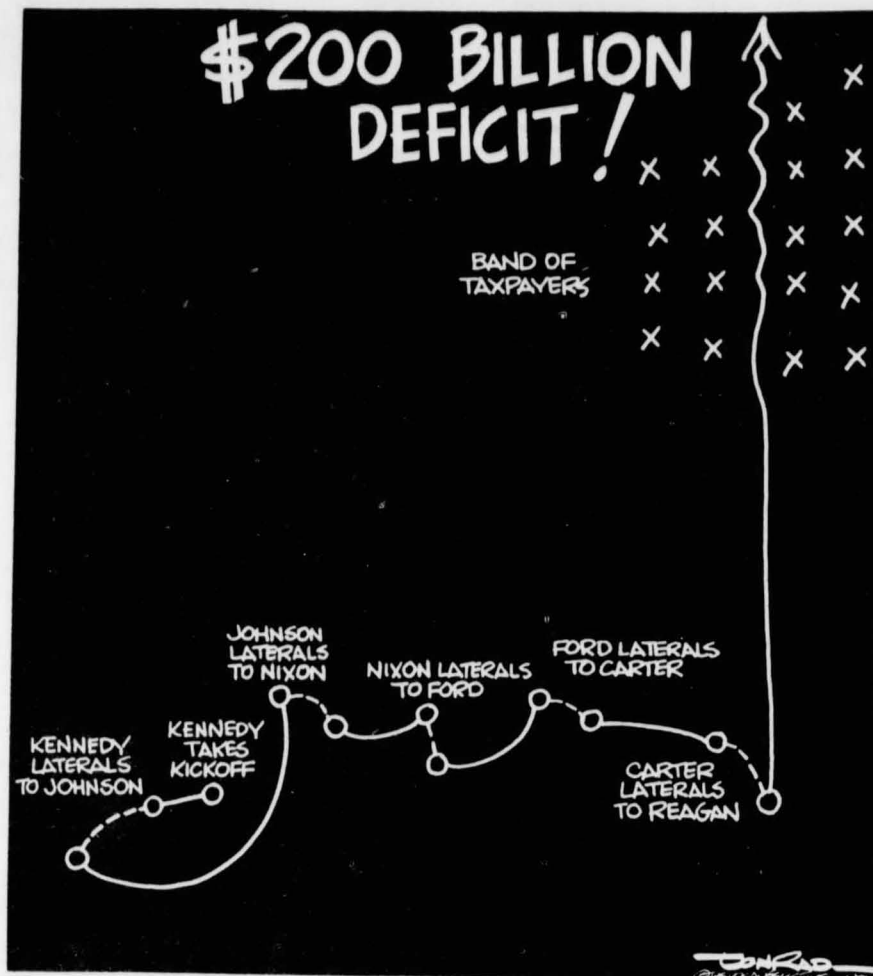 $200 BILLION
DEFICIT!
BAND OF
TAXPAYERS
JOHNSON
LATERALS
TO NIXON
NIXON LATERALS
TO FORD
FORD LATERALS
TO CARTER
KENNEDY
LATERALS
TO JOHNSON
KENNEDY
TAKES
KICKOFF
CARTER
LATERALS
TO REAGAN
CONRAD